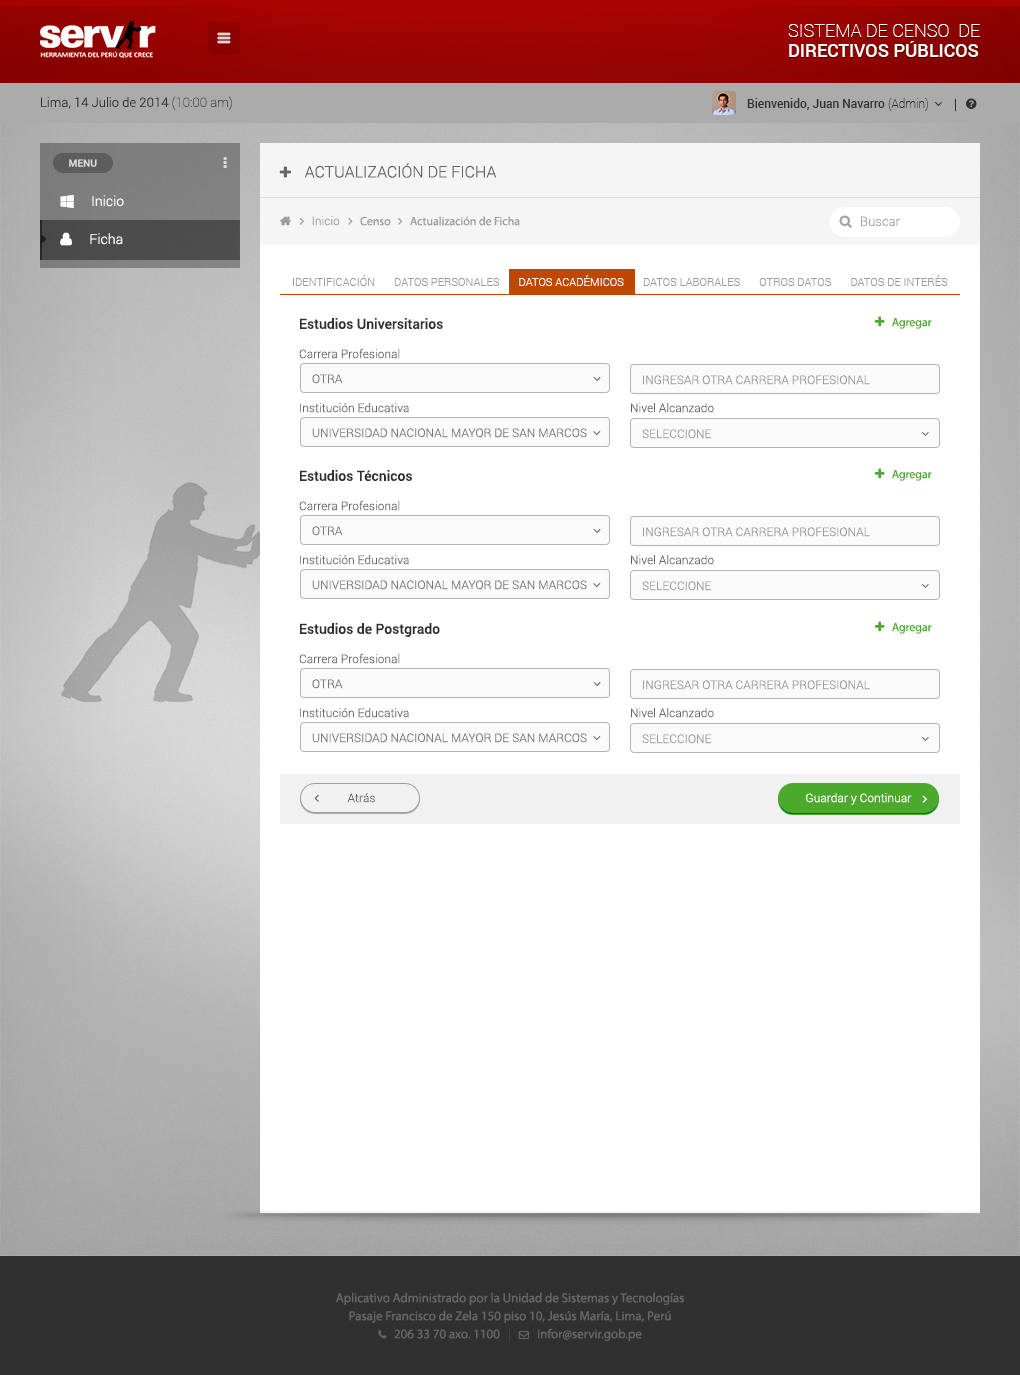 servir
HERRAMIENTA DEL PERÚ QUE CRECE
SISTEMA DE CENSO DE
DIRECTIVOS PÚBLICOS
Lima, 14 Julio de 2014 (10:00 am)
Bienvenido, Juan Navarro (Admin) |
MENU
Inicio
Ficha
ACTUALIZACIÓN DE FICHA
Inicio > Censo > Actualización de Ficha
Buscar
IDENTIFICACIÓN DATOS PERSONALES DATOS ACADÉMICOS DATOS LABORALES OTROS DATOS DATOS DE INTERÉS
Estudios Universitarios
+ Agregar
Carrera Profesional
OTRA
INGRESAR OTRA CARRERA PROFESIONAL
Institución Educativa
Nivel Alcanzado
UNIVERSIDAD NACIONAL MAYOR DE SAN MARCOS
SELECCIONE
Estudios Técnicos
+ Agregar
Carrera Profesional
OTRA
INGRESAR OTRA CARRERA PROFESIONAL
Institución Educativa
Nivel Alcanzado
UNIVERSIDAD NACIONAL MAYOR DE SAN MARCOS
SELECCIONE
Estudios de Postgrado
+ Agregar
Carrera Profesional
OTRA
INGRESAR OTRA CARRERA PROFESIONAL
Institución Educativa
Nivel Alcanzado
UNIVERSIDAD NACIONAL MAYOR DE SAN MARCOS
SELECCIONE
Atrás
Guardar y Continuar
Aplicativo Administrado por la Unidad de Sistemas y Tecnologías
Pasaje Francisco de Zela 150 piso 10, Jesús María, Lima, Perú
206 33 70 axo. 1100 | infor@servir.gob.pe